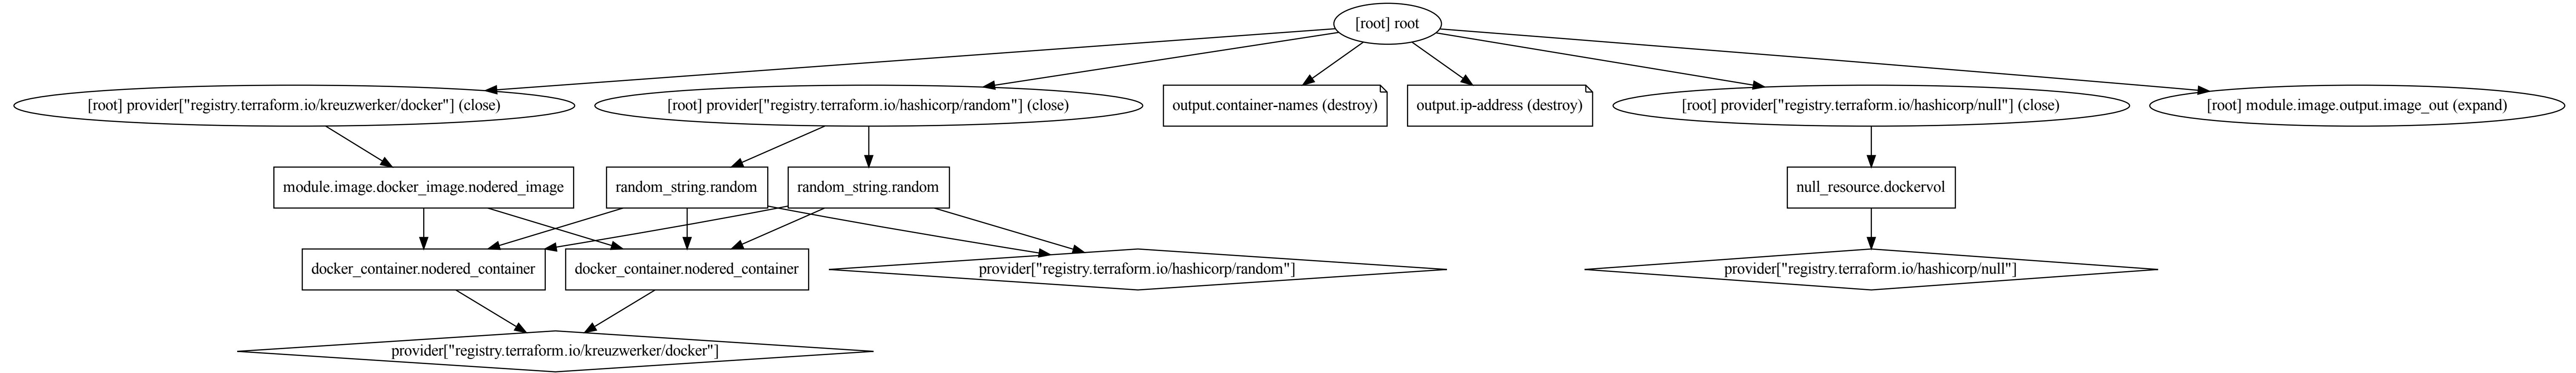 [root] root
[root] provider["registry.terraform.io/kreuzwerker/docker"] (close)
[root] provider["registry.terraform.io/hashicorp/random"] (close)
output.container-names (destroy)
output.ip-address (destroy)
[root] provider["registry.terraform.io/hashicorp/null"] (close)
[root] module.image.output.image_out (expand)
module.image.docker_image.nodered_image
random_string.random
random_string.random
null_resource.dockervol
docker_container.nodered_container
docker_container.nodered_container
provider["registry.terraform.io/hashicorp/random"]
provider["registry.terraform.io/hashicorp/null"]
provider["registry.terraform.io/kreuzwerker/docker"]